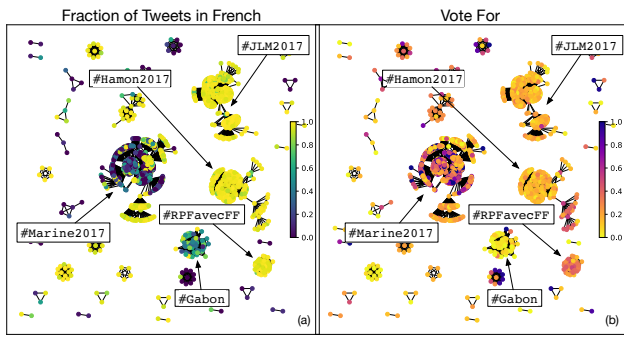 Fraction of Tweets in French
#JLM2017
#Hamon2017
1.0
0.8
0.6
0.4
0.2
0.0
#RPFavecFF
#Marine2017
#Gabon
(a)
Vote For
#JLM2017
#Hamon2017
1.0
0.8
0.6
0.4
0.2
0.0
#RPFavecFF
#Marine2017
#Gabon
(b)